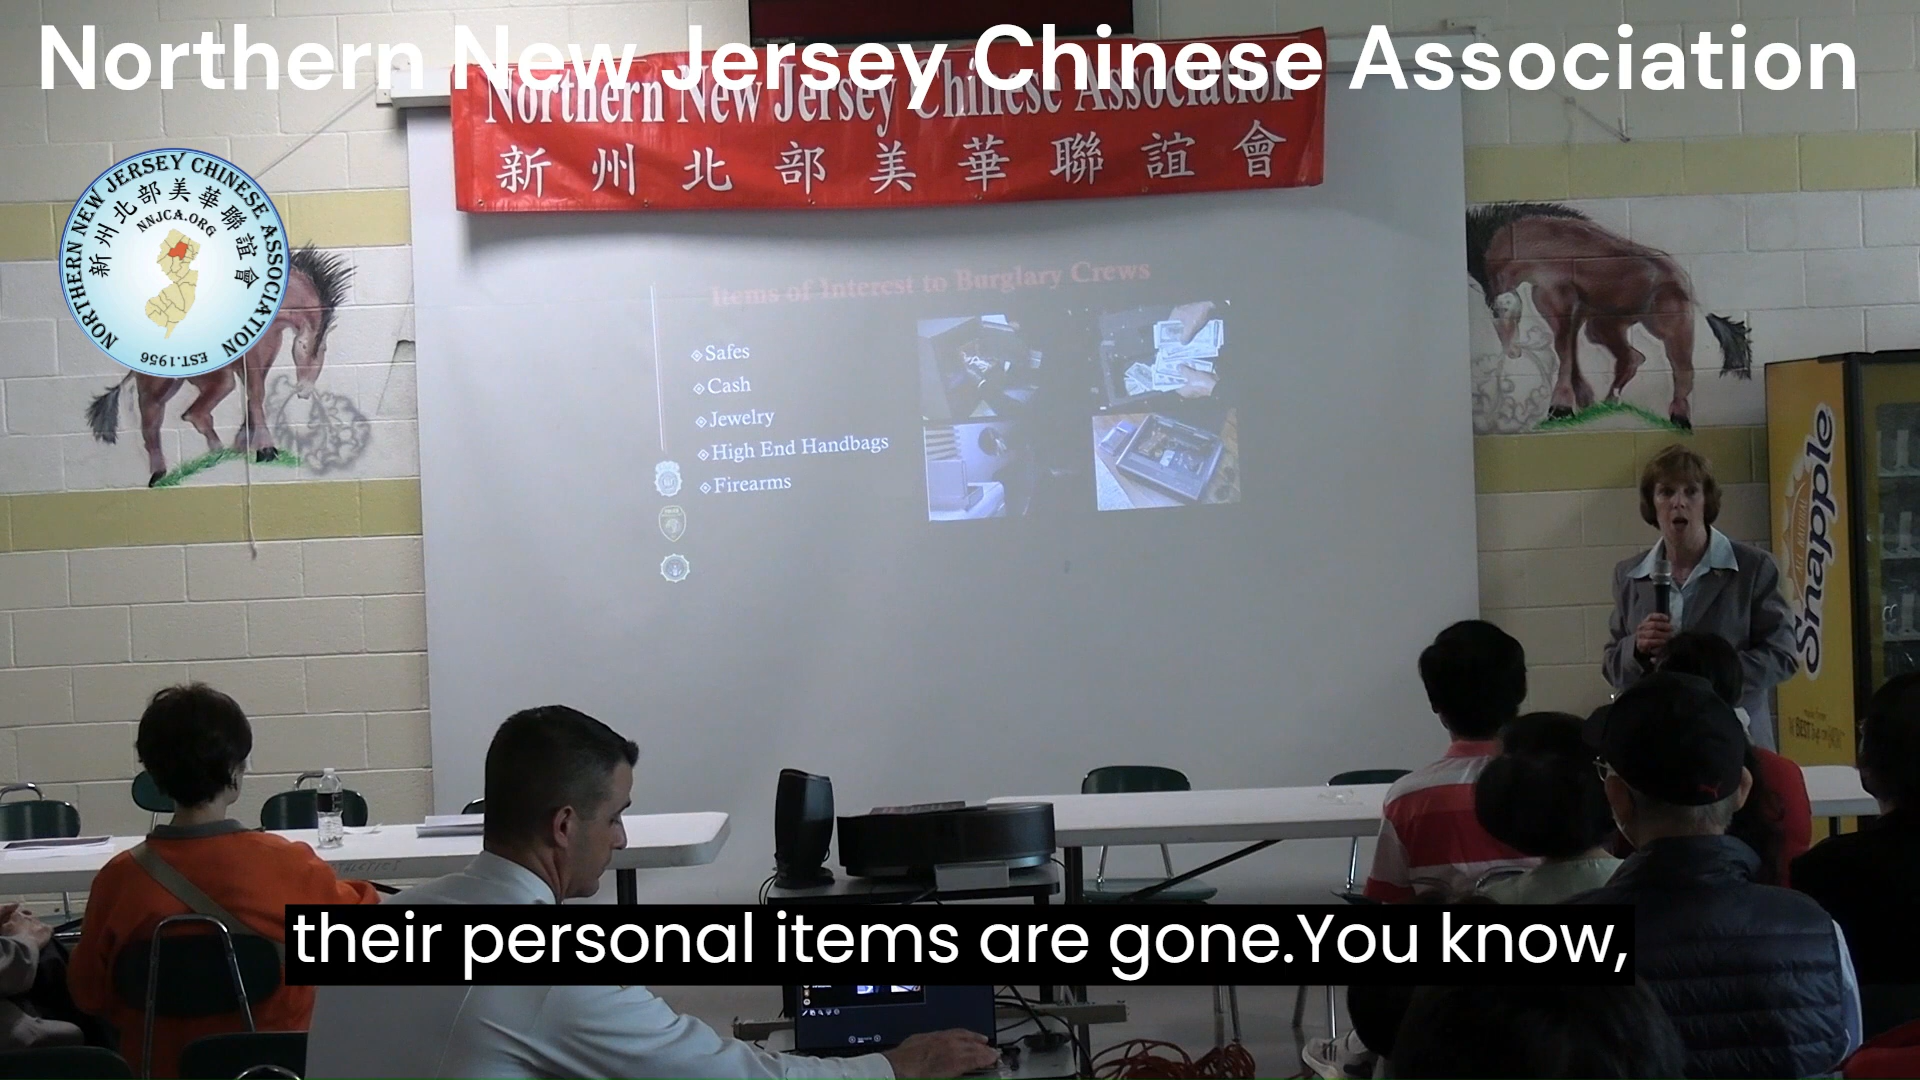 Northern New Jersey Chinese Association
Northern New Jersey Chinese Association
新州北部美華聯誼會
NORTHERN NEW JERSEY CHINESE ASSOCIATION
新州北部美華聯誼會
NNJCA.ORG
EST.1956
Items of Interest to Burglary Crews
Safes
Cash
Jewelry
High End Handbags
Firearms
ALL NATURAL
Snapple
their personal items are gone.You know,